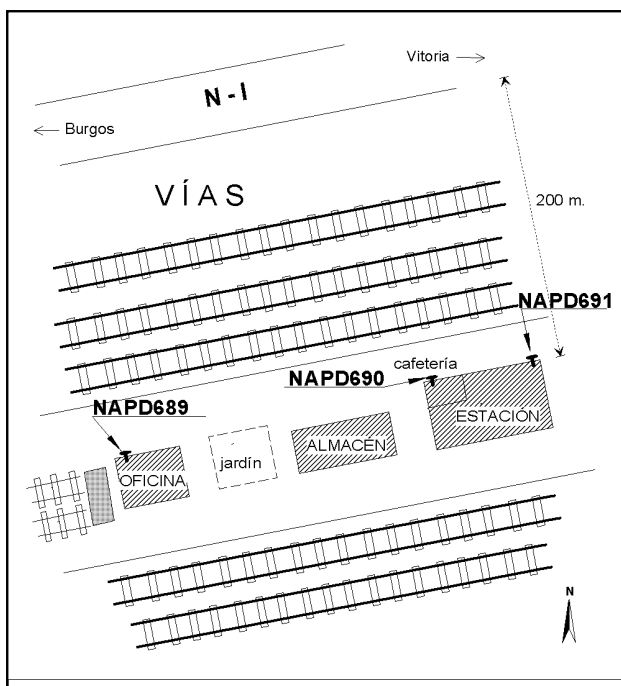 Vitoria
N-I
Burgos
VÍAS
200 m.
NAPD691
cafetería
NAPD690
ESTACIÓN
NAPD689
ALMACÉN
jardín
OFICINA
N